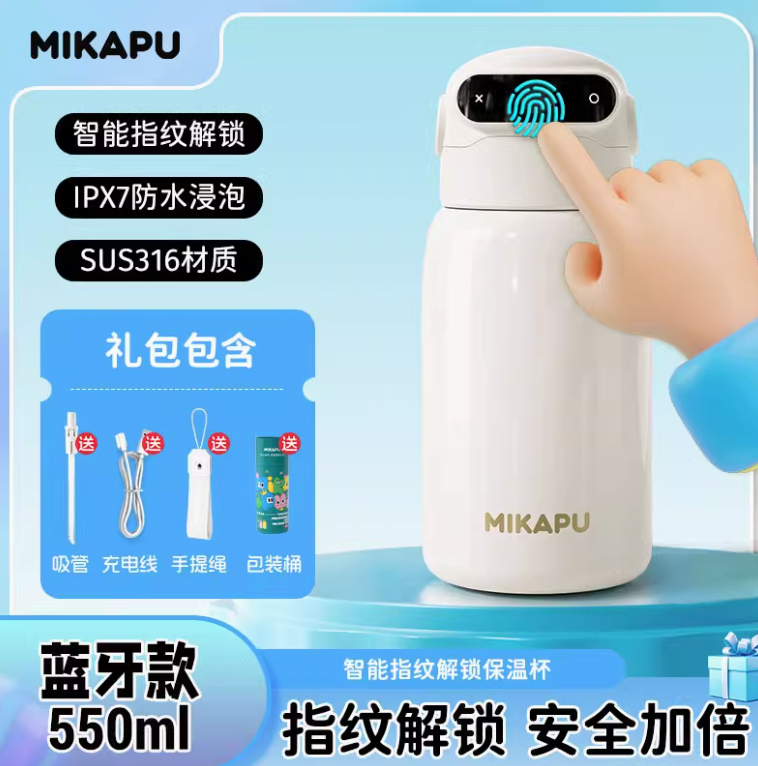 MIKAPU
智能指纹解锁
IPX7防水浸泡
SUS316材质
礼包包含
送 送 送 送
MIKAPU
吸管 充电线 手提绳 包装桶
MIKAPU
蓝牙款
550ml
智能指纹解锁保温杯
指纹解锁 安全加倍